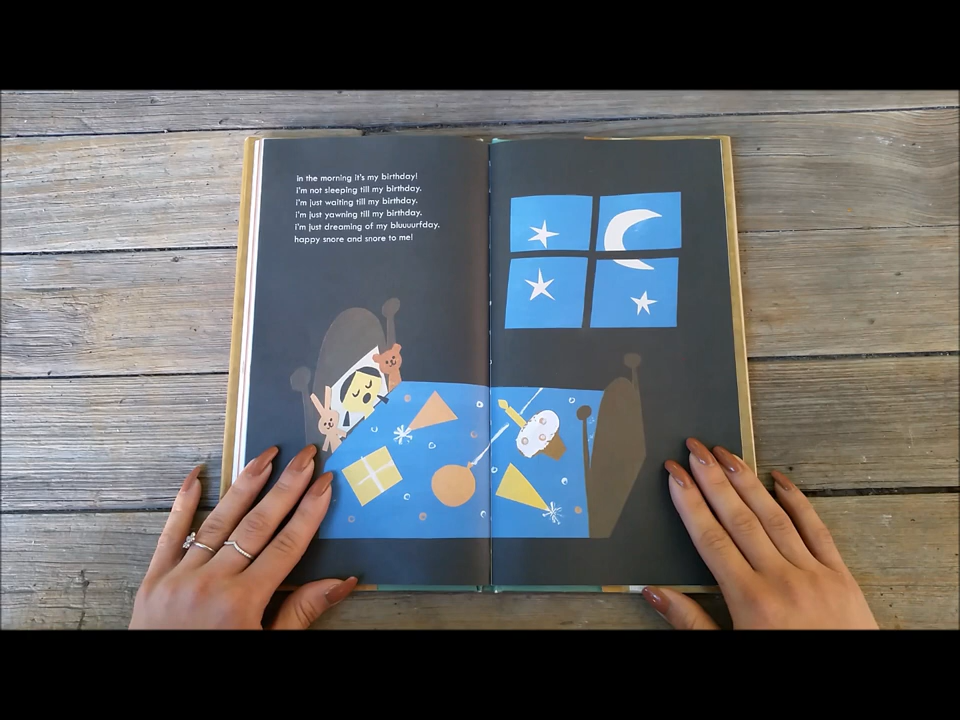 in the morning it's my birthday!
i'm not sleeping till my birthday.
i'm just waiting till my birthday.
i'm just yawning till my birthday.
i'm just dreaming of my bluuuurfday.
happy snore and snore to me!